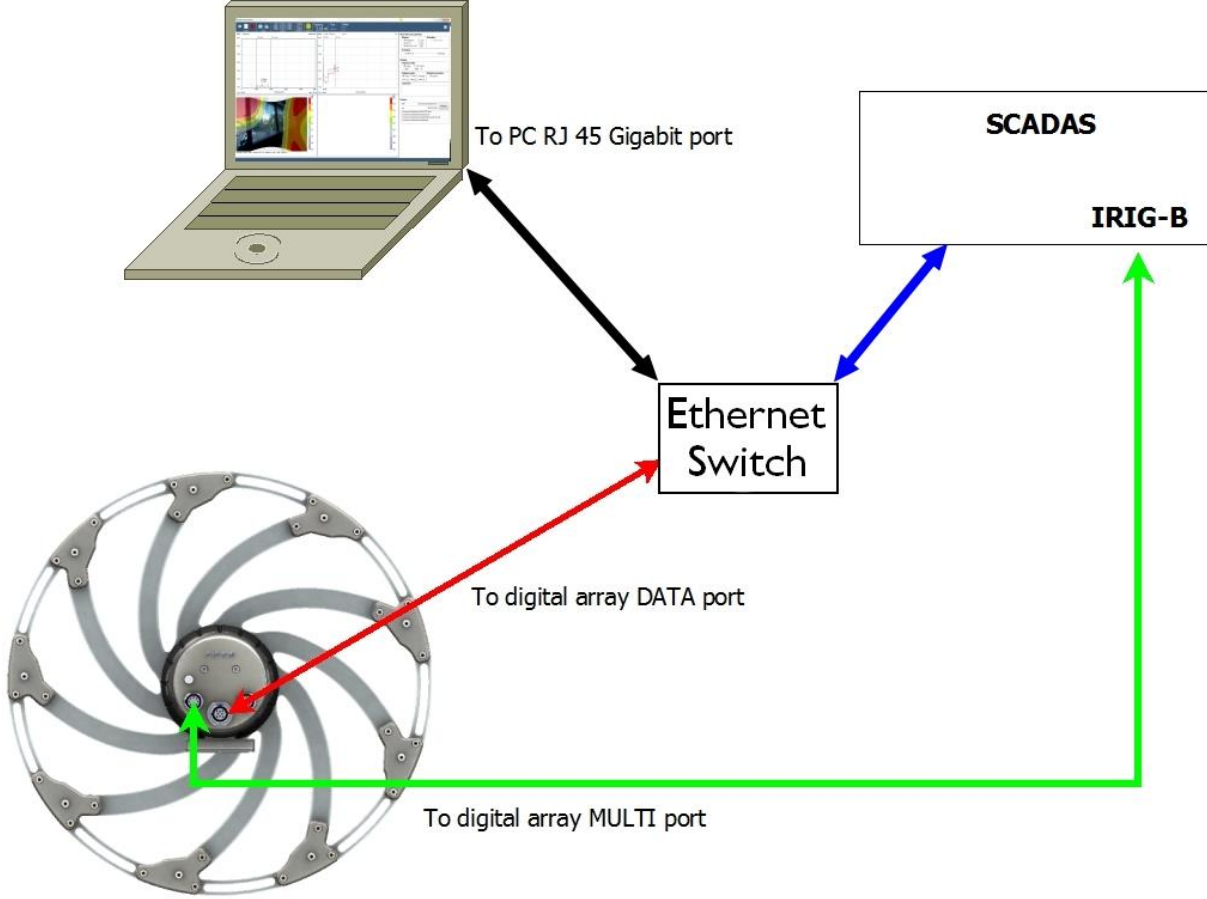 To PC RJ 45 Gigabit port
SCADAS
IRIG-B
Ethernet
Switch
To digital array DATA port
To digital array MULTI port